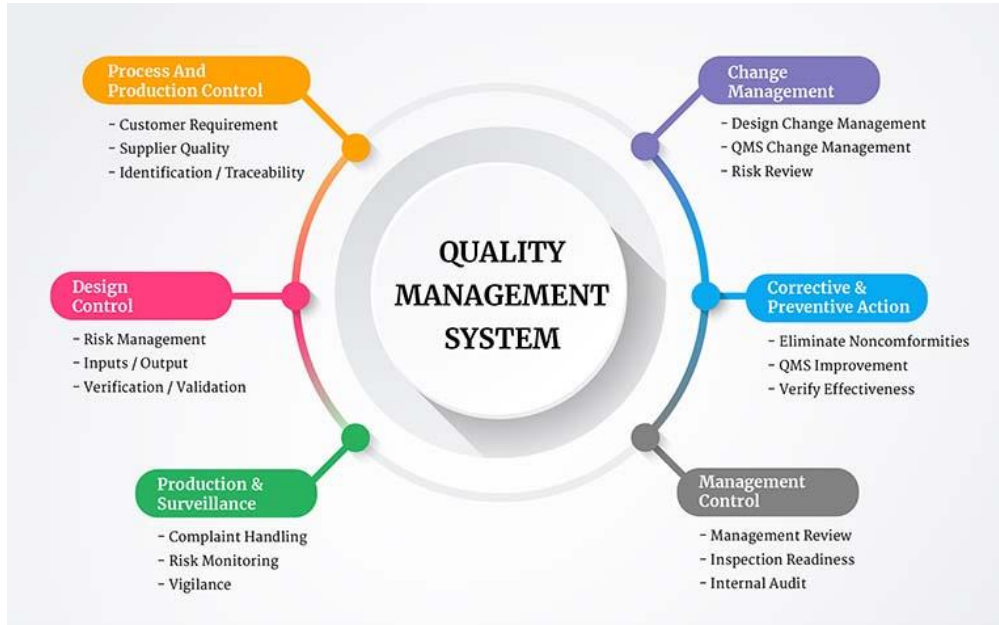 Process And
Production Control
- Customer Requirement
- Supplier Quality
- Identification / Traceability
Design
Control
- Risk Management
- Inputs / Output
- Verification / Validation
Production &
Surveillance
- Complaint Handling
- Risk Monitoring
- Vigilance
QUALITY
MANAGEMENT
SYSTEM
Change
Management
- Design Change Management
- QMS Change Management
- Risk Review
Corrective &
Preventive Action
- Eliminate Noncomformities
- QMS Improvement
- Verify Effectiveness
Management
Control
- Management Review
- Inspection Readiness
- Internal Audit